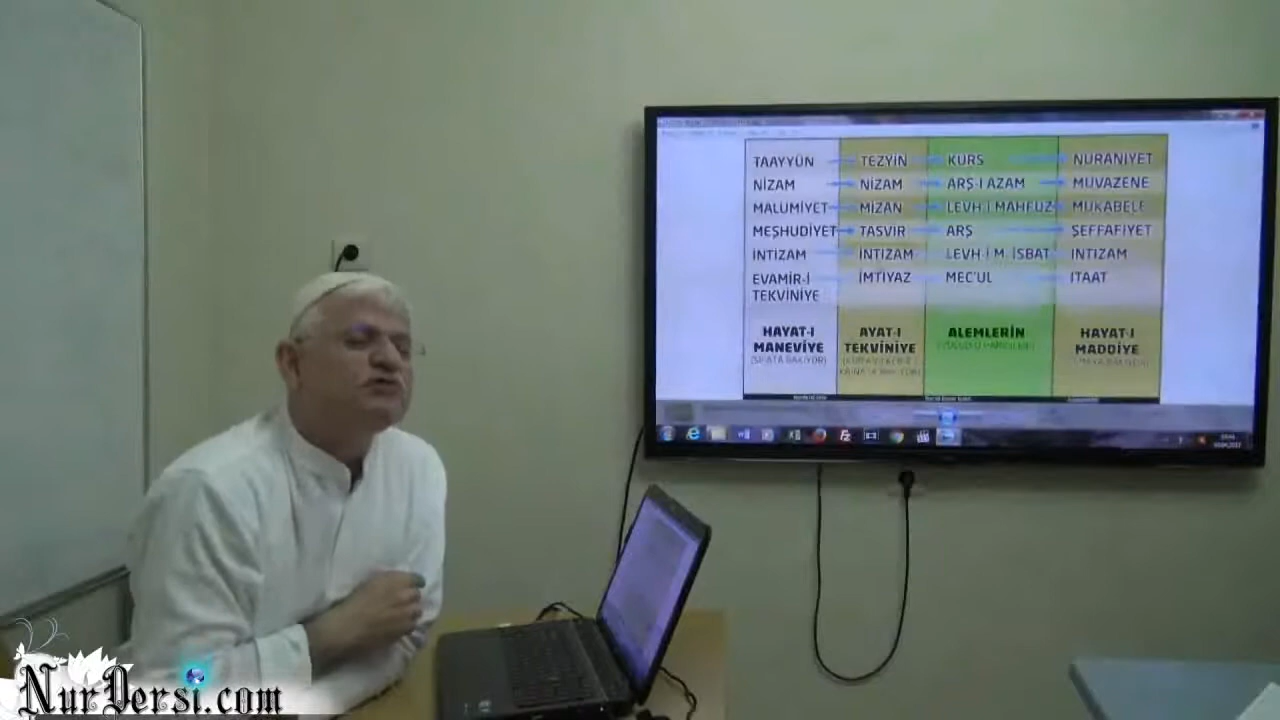 TAAYYÜN TEZYİN KÜRS NURANİYET
NİZAM NİZAM ARŞ-I AZAM MUVAZENE
MALUMİYET MİZAN LEVH-İ MAHFUZ MUKABELE
MEŞHUDİYET TASVİR ARŞ ŞEFFAFİYET
İNTİZAM İNTİZAM LEVH-İ M. İSBAT İNTİZAM
EVAMİR-İ İMTİYAZ MEC'UL İTAAT
TEKVİNİYE
HAYAT-I AYAT-I ALEMLERİN HAYAT-I
MANEVİYE TEKVİNİYE MADDİYE
NurDersi.com